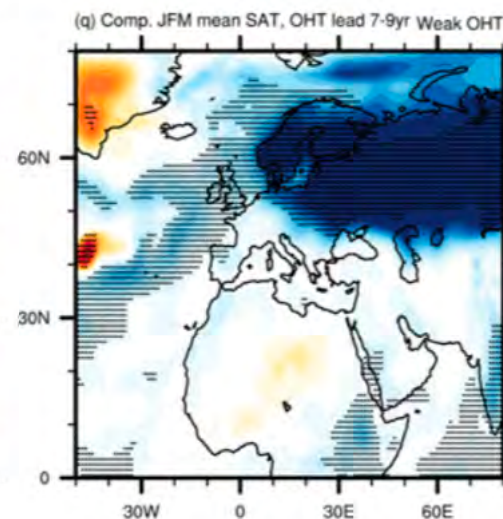 (q) Comp. JFM mean SAT, OHT lead 7-9yr Weak OHT
60N
30N
0
30W 0 30E 60E